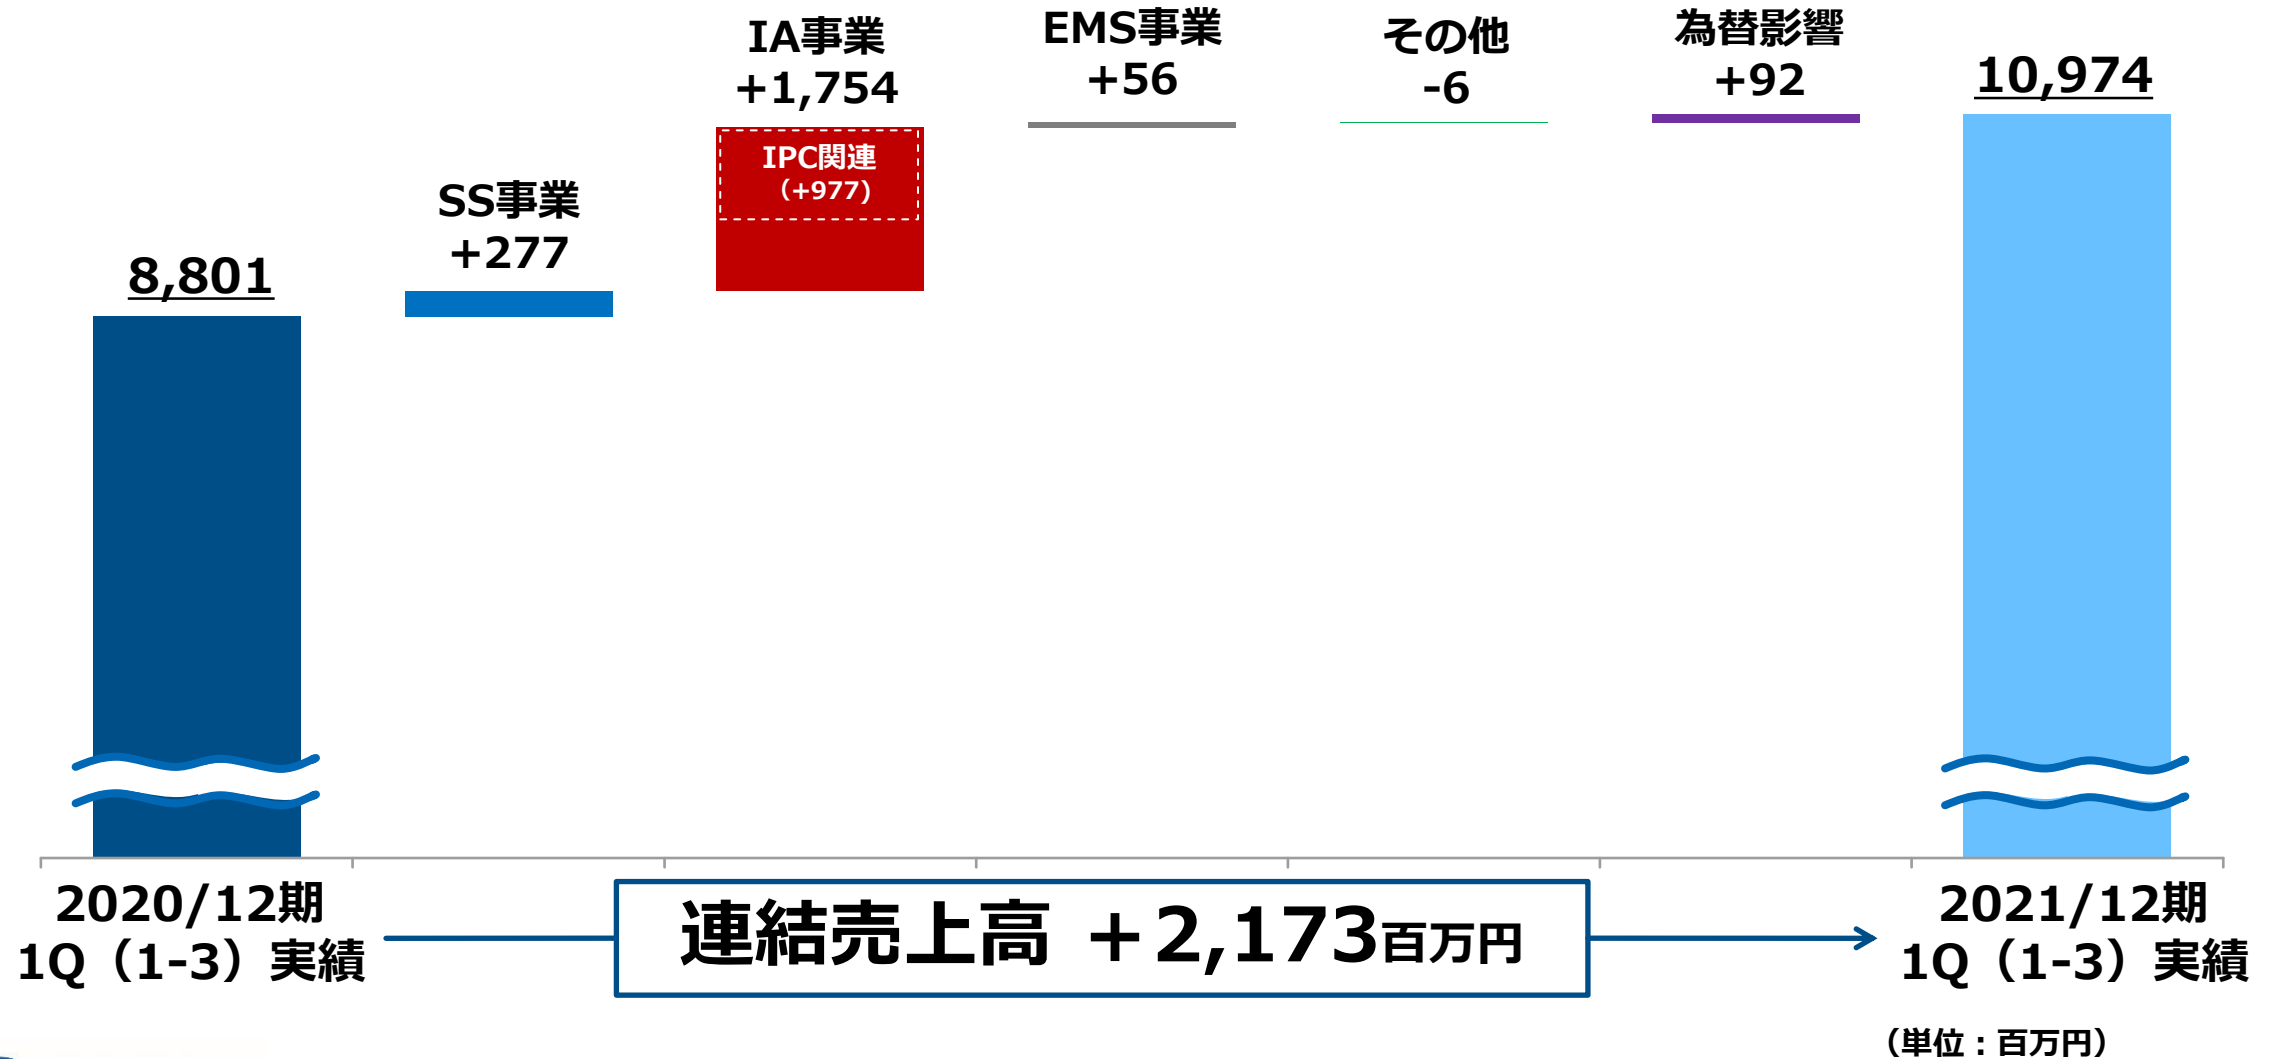 8,801
SS事業
+277
IA事業
+1,754
IPC関連
（+977）
EMS事業
+56
その他
-6
為替影響
+92
10,974
2020/12期
1Q（1-3）実績
連結売上高 +2,173百万円
2021/12期
1Q（1-3）実績
（単位：百万円）